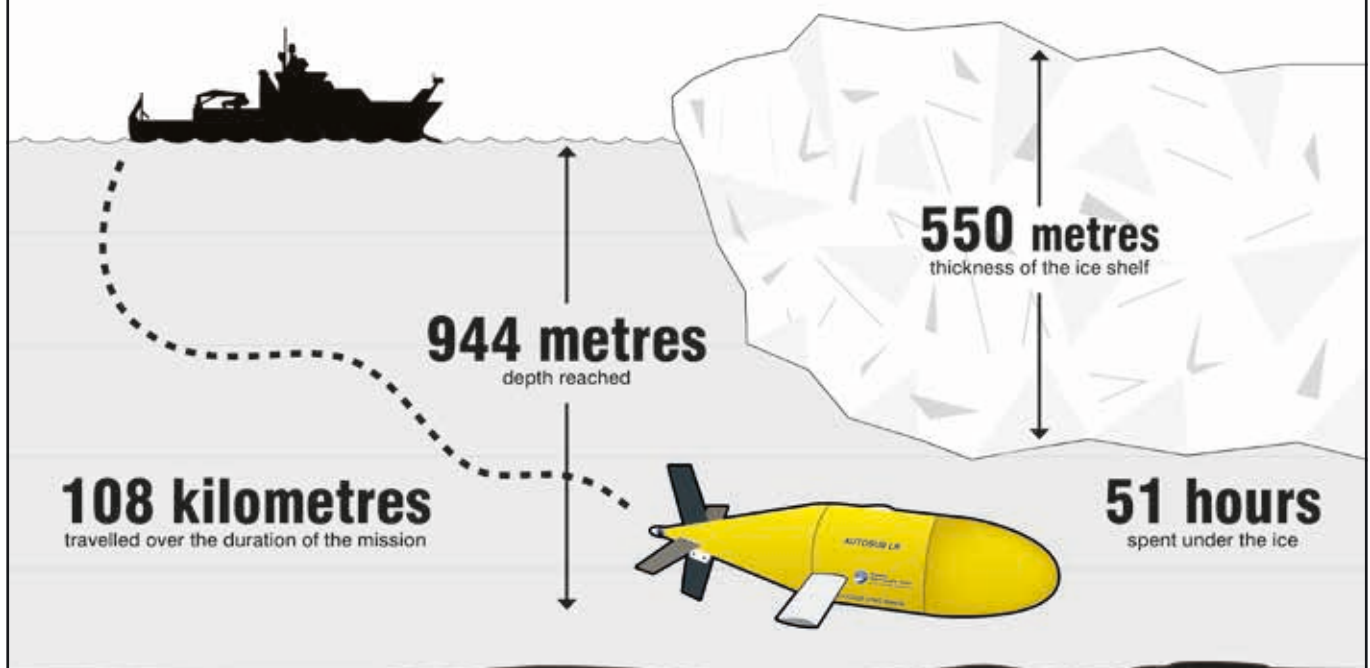 550 metres
thickness of the ice shelf
944 metres
depth reached
108 kilometres
travelled over the duration of the mission
51 hours
spent under the ice
AUTOSUB LR